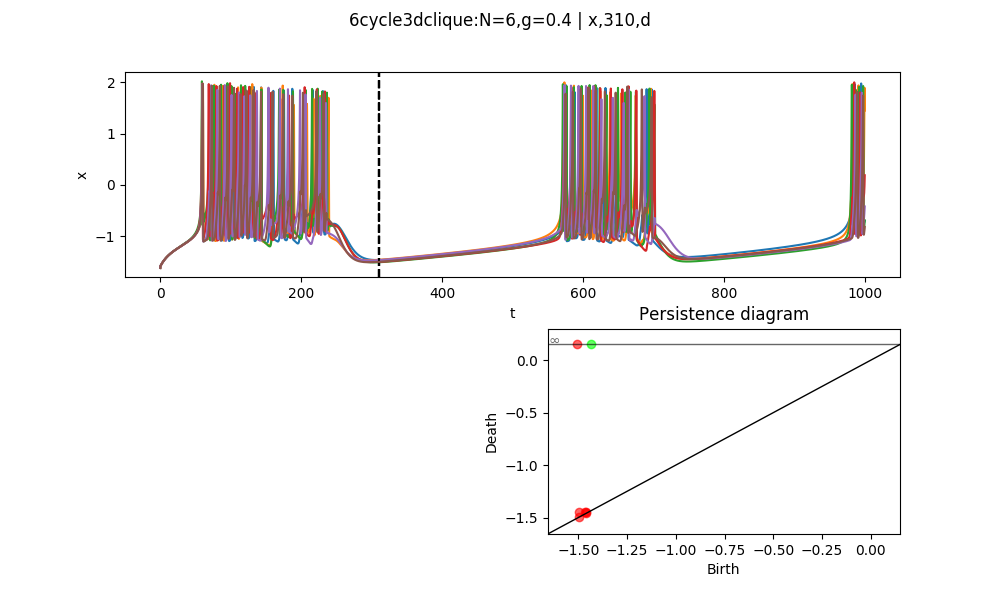 6cycle3dclique:N=6,g=0.4 | x,310,d
2
1
0
−1
x
0 200 400 600 800 1000
t
Persistence diagram
∞
0.0
−0.5
−1.0
−1.5
Death
−1.50 −1.25 −1.00 −0.75 −0.50 −0.25 0.00
Birth